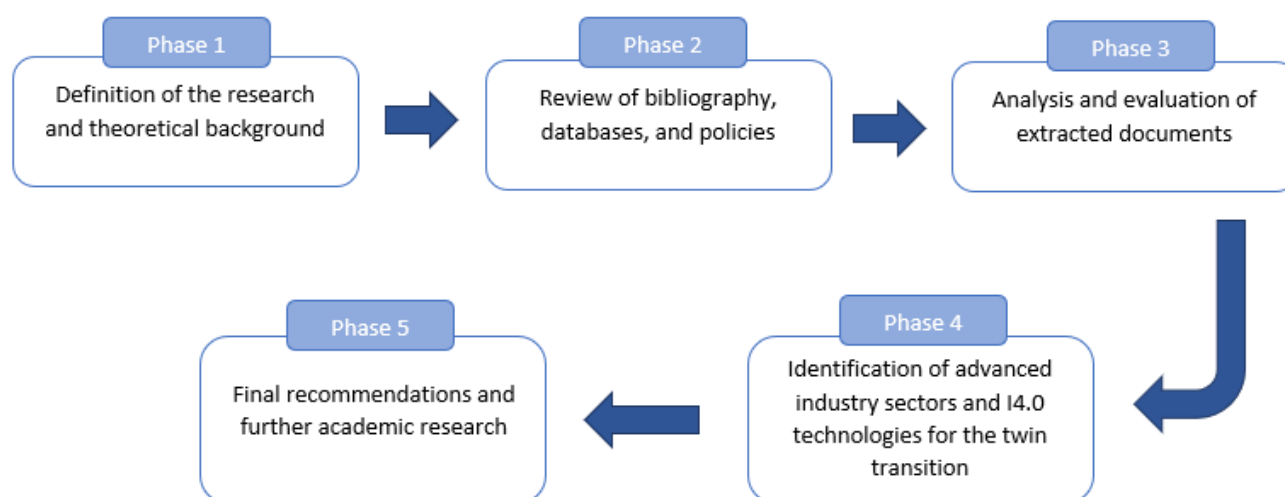 Phase 1
Definition of the research
and theoretical background
Phase 2
Review of bibliography,
databases, and policies
Phase 3
Analysis and evaluation of
extracted documents
Phase 4
Identification of advanced
industry sectors and I4.0
technologies for the twin
transition
Phase 5
Final recommendations and
further academic research